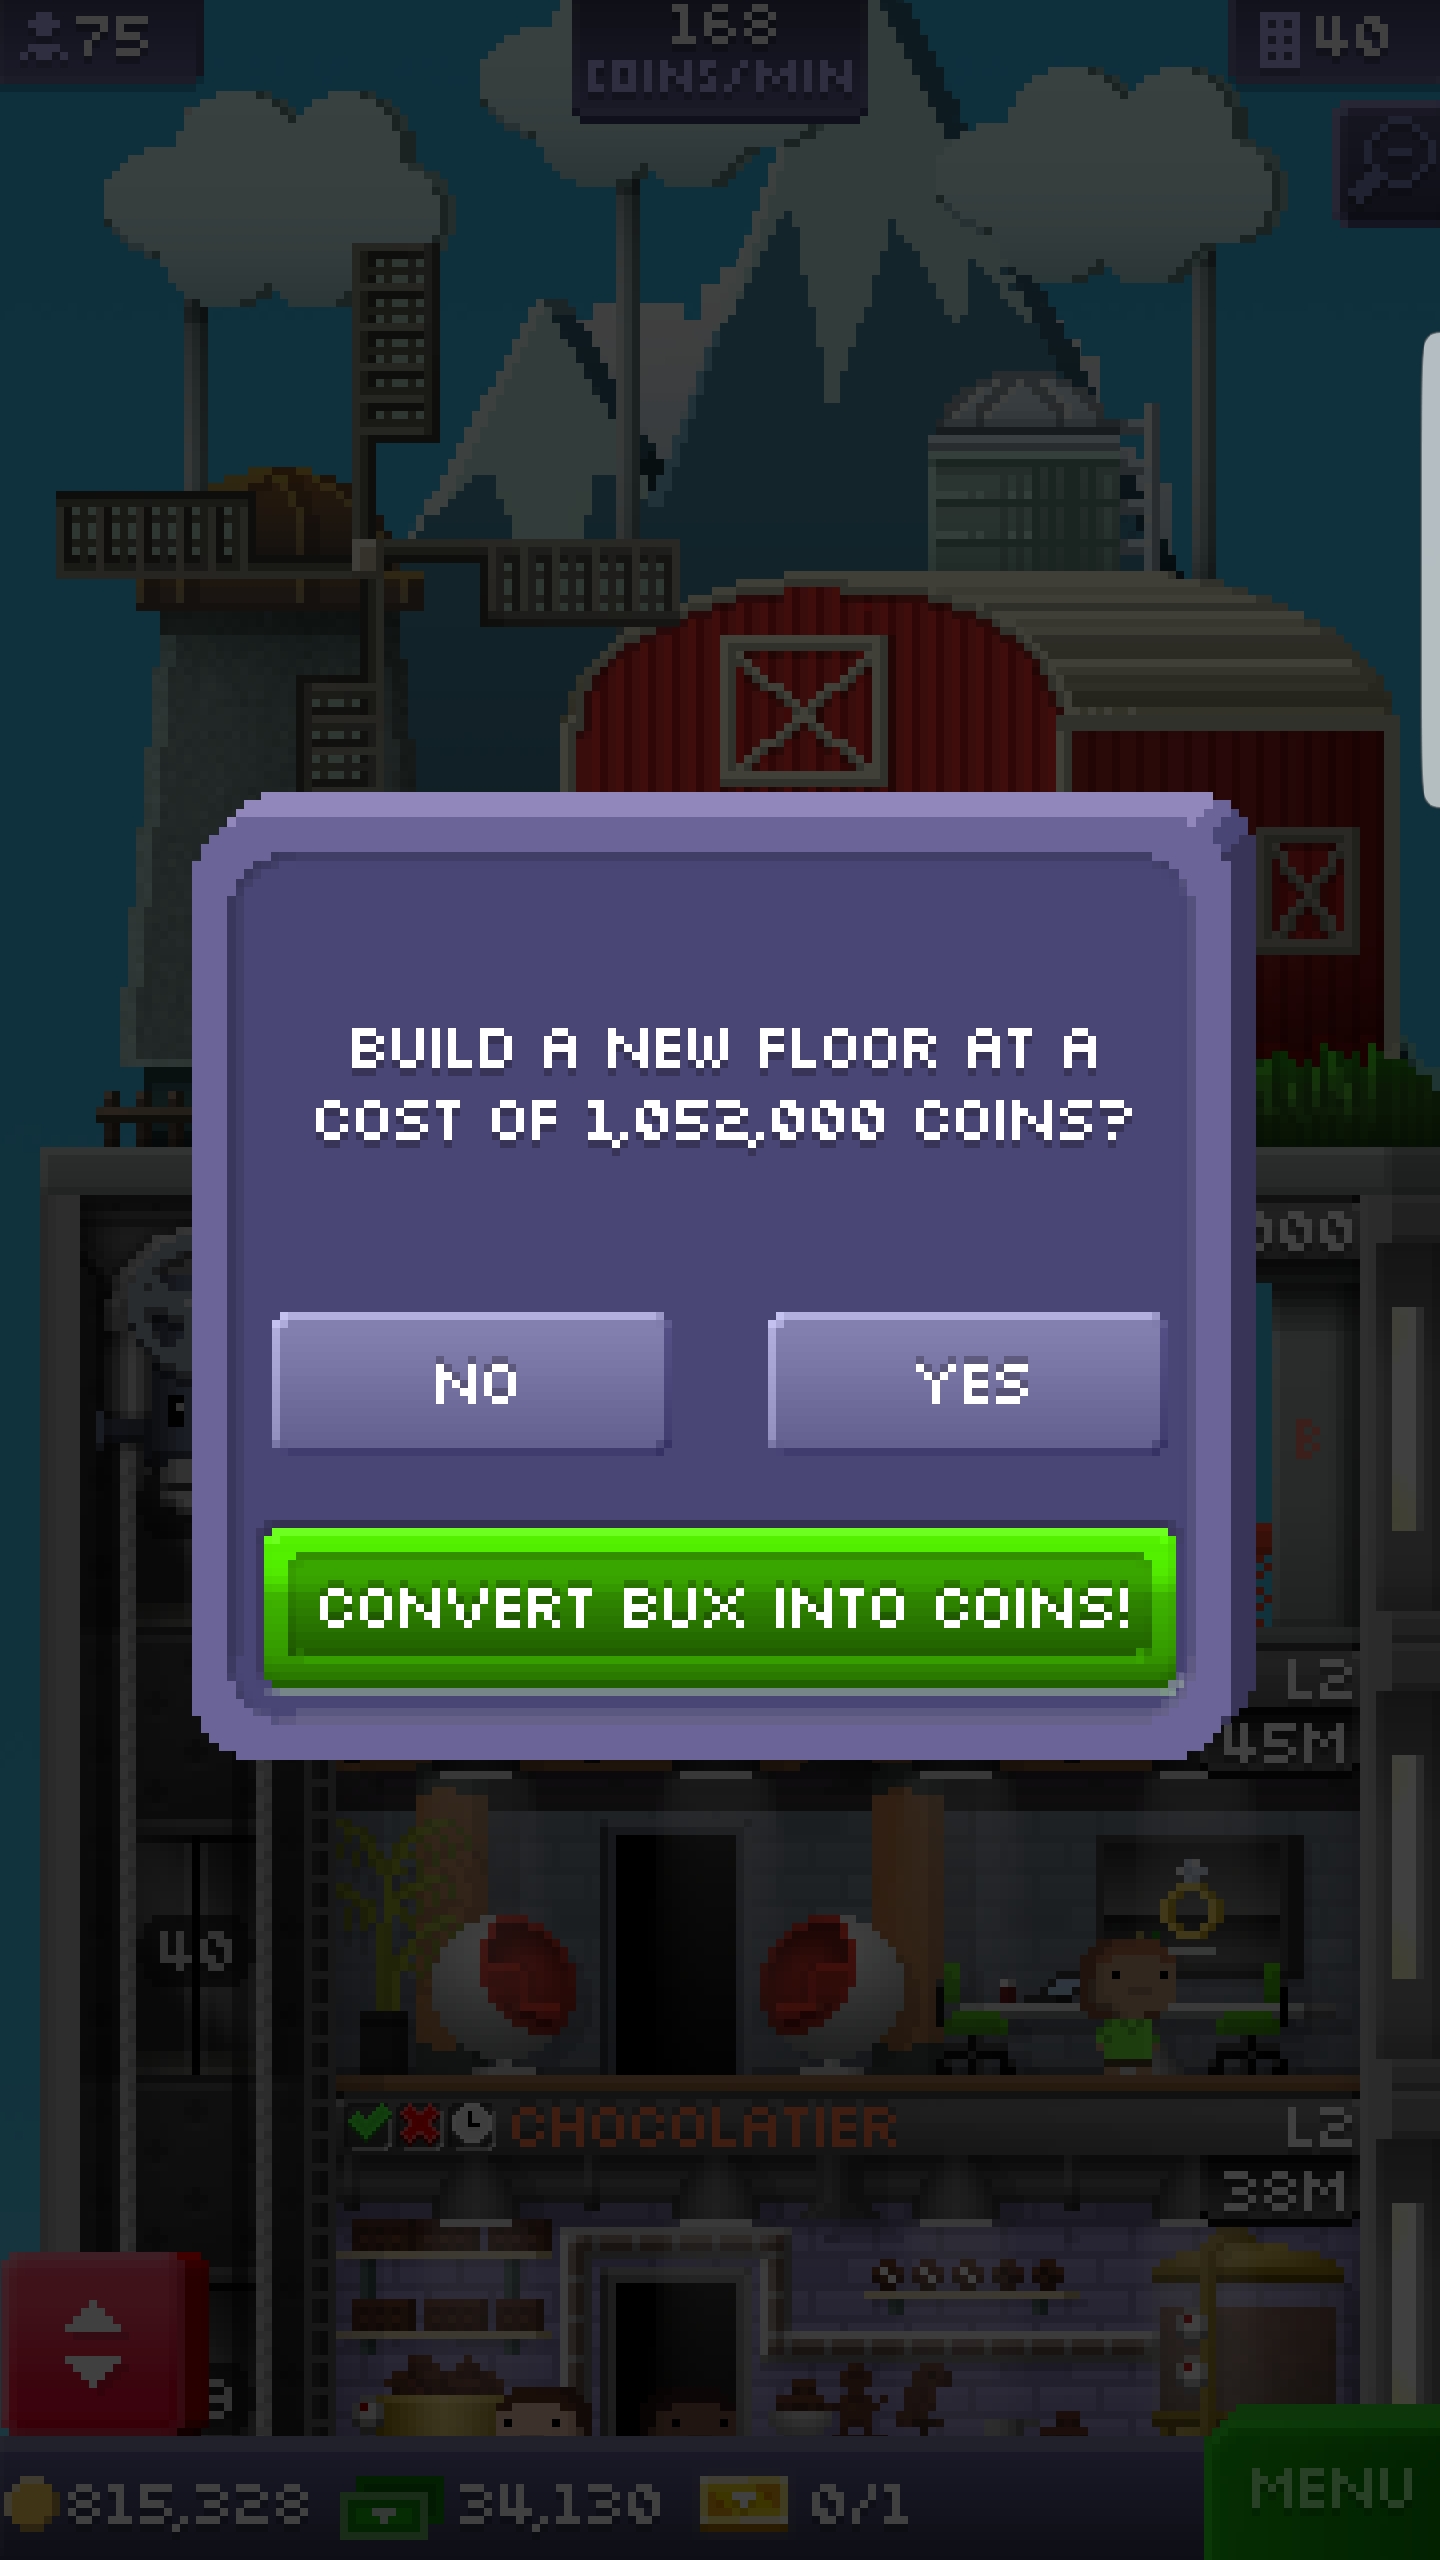 75
168
COINS/MIN
40
BUILD A NEW FLOOR AT A
COST OF 1,052,000 COINS?
000
NO
YES
B
CONVERT BUX INTO COINS!
L2
45M
40
CHOCOLATIER
L2
38M
815,328
34,130
0/1
MENU